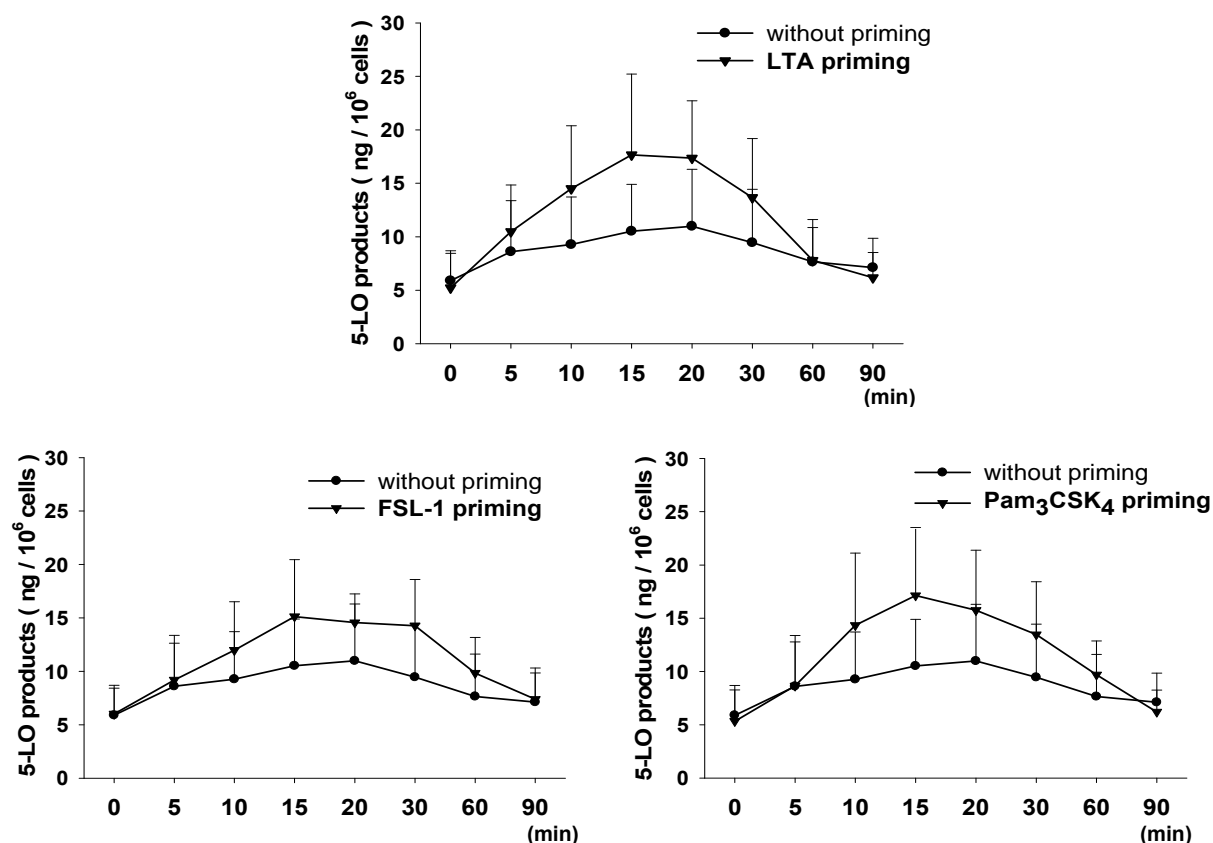 30
25
20
15
10
5
0
5-LO products ( ng / 10⁶ cells )
without priming
LTA priming
0 5 10 15 20 30 60 90
(min)
30
25
20
15
10
5
0
5-LO products ( ng / 10⁶ cells )
without priming
FSL-1 priming
0 5 10 15 20 30 60 90
(min)
30
25
20
15
10
5
0
5-LO products ( ng / 10⁶ cells )
without priming
Pam₃CSK₄ priming
0 5 10 15 20 30 60 90
(min)